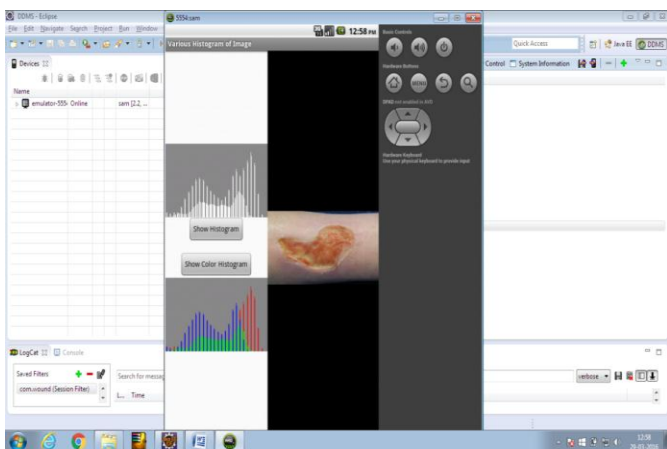 DDMS - Eclipse
File Edit Navigate Search Project Run Window
5554:sam
12:58 PM
Various Histogram of Image
Show Histogram
Show Color Histogram
Basic Controls
Hardware Buttons
MENU
DPAD not enabled in AVD
Hardware Keyboard
Use your physical keyboard to provide input
Quick Access
Java EE DDMS
Control System Information
Devices
Name
emulator-555- Online sam [2.2, ...
LogCat Console
Saved Filters
com.wound (Session Filter)
Search for messag
L... Time
verbose
12:58